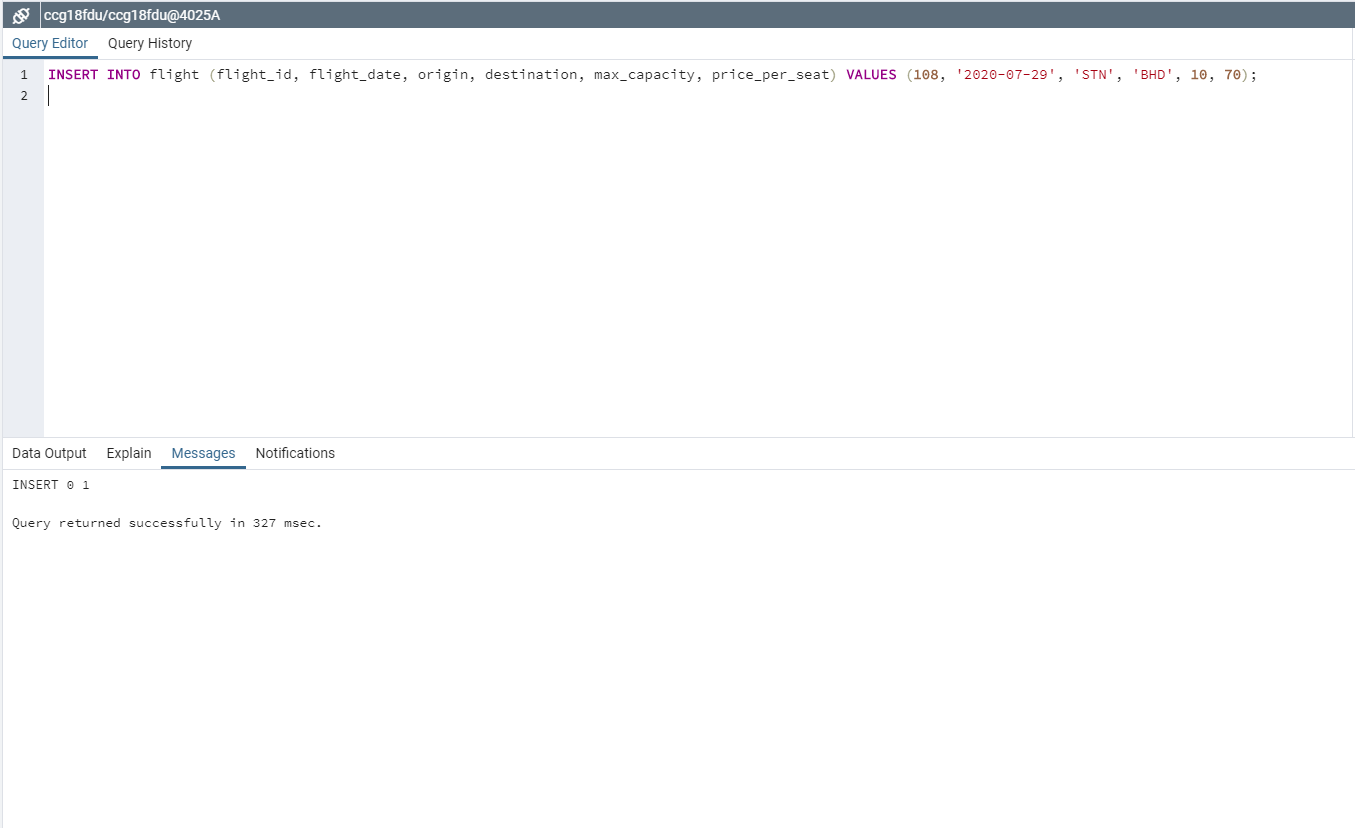 ccg18fdu/ccg18fdu@4025A
Query Editor Query History
1 INSERT INTO flight (flight_id, flight_date, origin, destination, max_capacity, price_per_seat) VALUES (108, '2020-07-29', 'STN', 'BHD', 10, 70);
2
Data Output Explain Messages Notifications
INSERT 0 1
Query returned successfully in 327 msec.